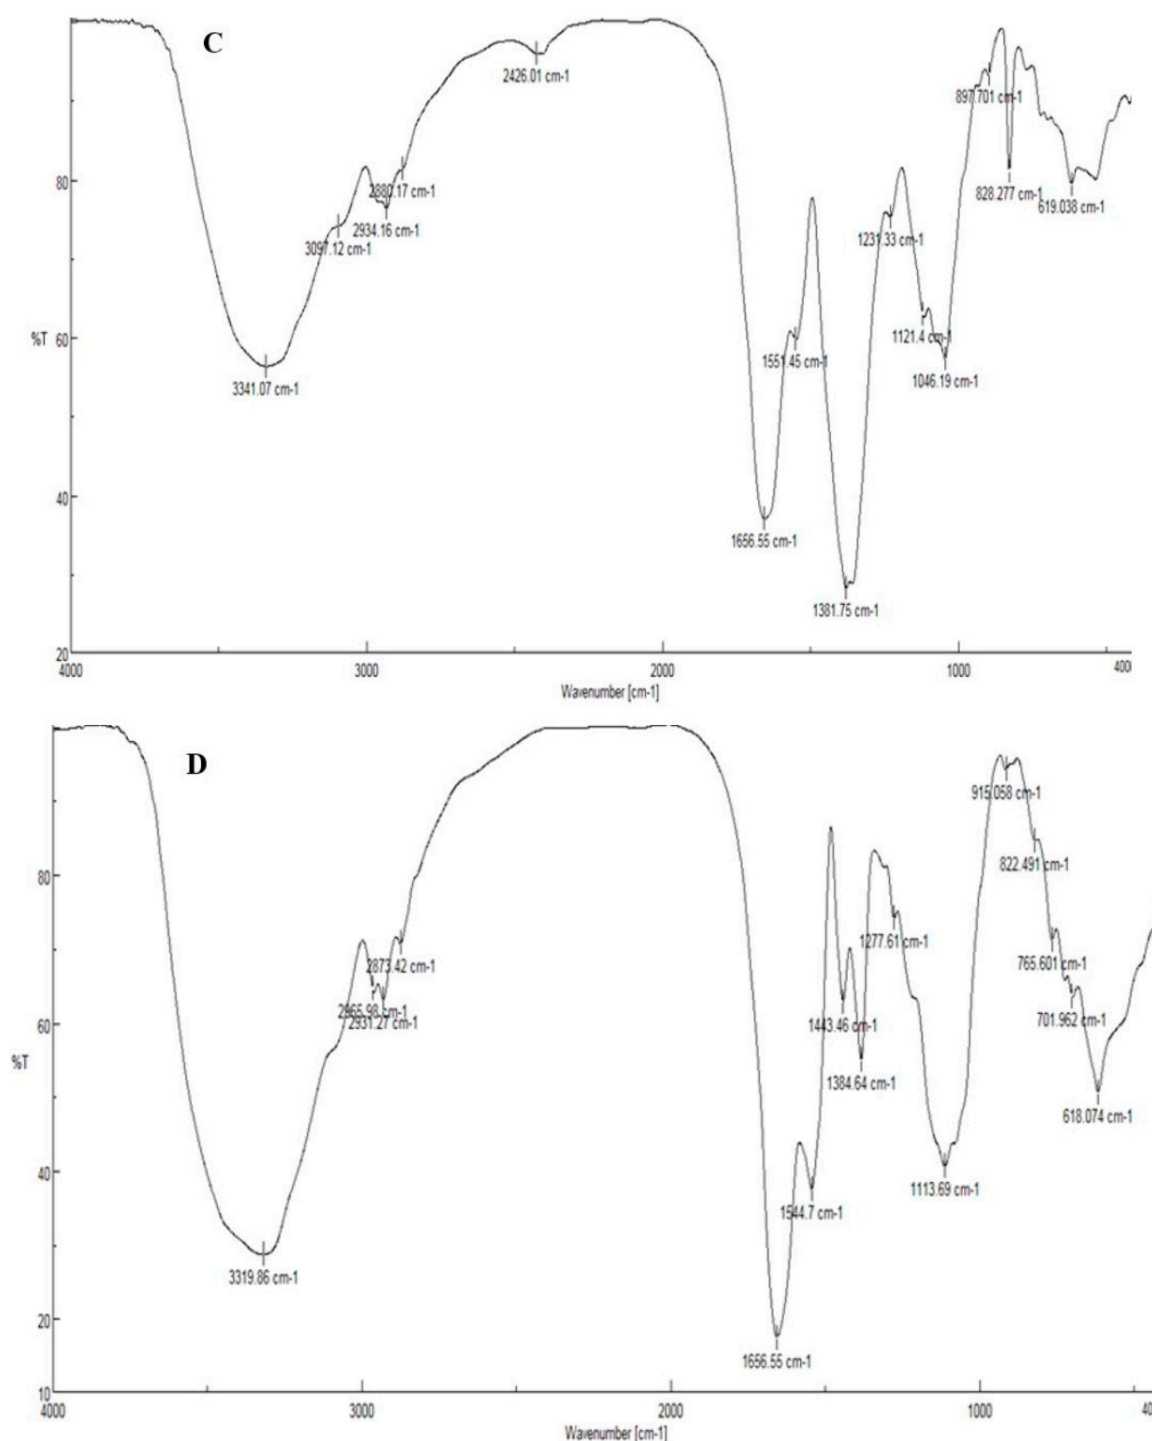 C
2426.01 cm-1
897.701 cm-1
80
2880.17 cm-1
828.277 cm-1
619.038 cm-1
2934.16 cm-1
1231.33 cm-1
3097.12 cm-1
%T
60
1121.4 cm-1
1551.45 cm-1
3341.07 cm-1
1046.19 cm-1
40
1656.55 cm-1
1381.75 cm-1
20
4000
3000
2000
1000
400
Wavenumber [cm-1]
D
915.058 cm-1
80
822.491 cm-1
1277.61 cm-1
2873.42 cm-1
765.601 cm-1
2965.98 cm-1
701.962 cm-1
2931.27 cm-1
1443.46 cm-1
60
%T
1384.64 cm-1
618.074 cm-1
40
1113.69 cm-1
1544.7 cm-1
3319.86 cm-1
20
1656.55 cm-1
10
4000
3000
2000
1000
40
Wavenumber [cm-1]